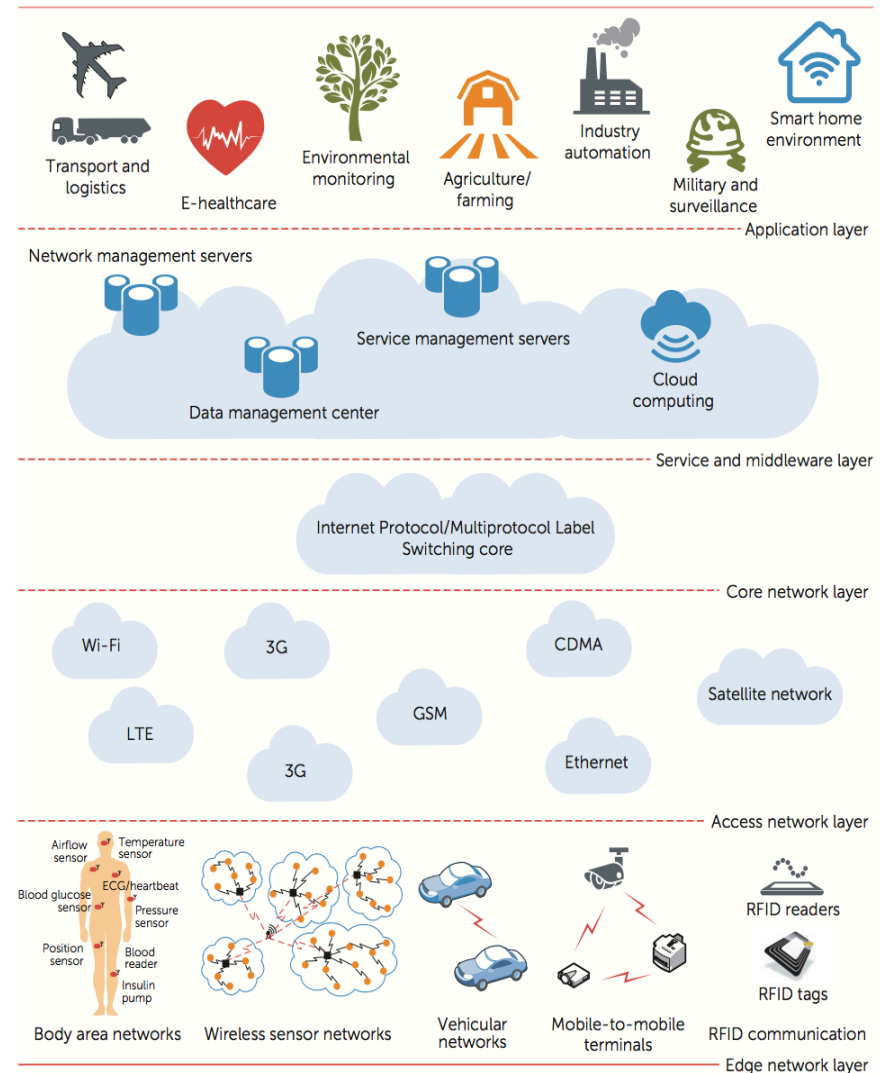 Transport and
logistics
E-healthcare
Environmental
monitoring
Agriculture/
farming
Industry
automation
Military and
surveillance
Smart home
environment
Application layer
Network management servers
Service management servers
Data management center
Cloud
computing
Service and middleware layer
Internet Protocol/Multiprotocol Label
Switching core
Core network layer
Wi-Fi
3G
CDMA
Satellite network
LTE
GSM
3G
Ethernet
Access network layer
Airflow
sensor
Temperature
sensor
ECG/heartbeat
Blood glucose
sensor
Pressure
sensor
Position
sensor
Blood
reader
Insulin
pump
Body area networks
Wireless sensor networks
Vehicular
networks
Mobile-to-mobile
terminals
RFID readers
RFID tags
RFID communication
Edge network layer